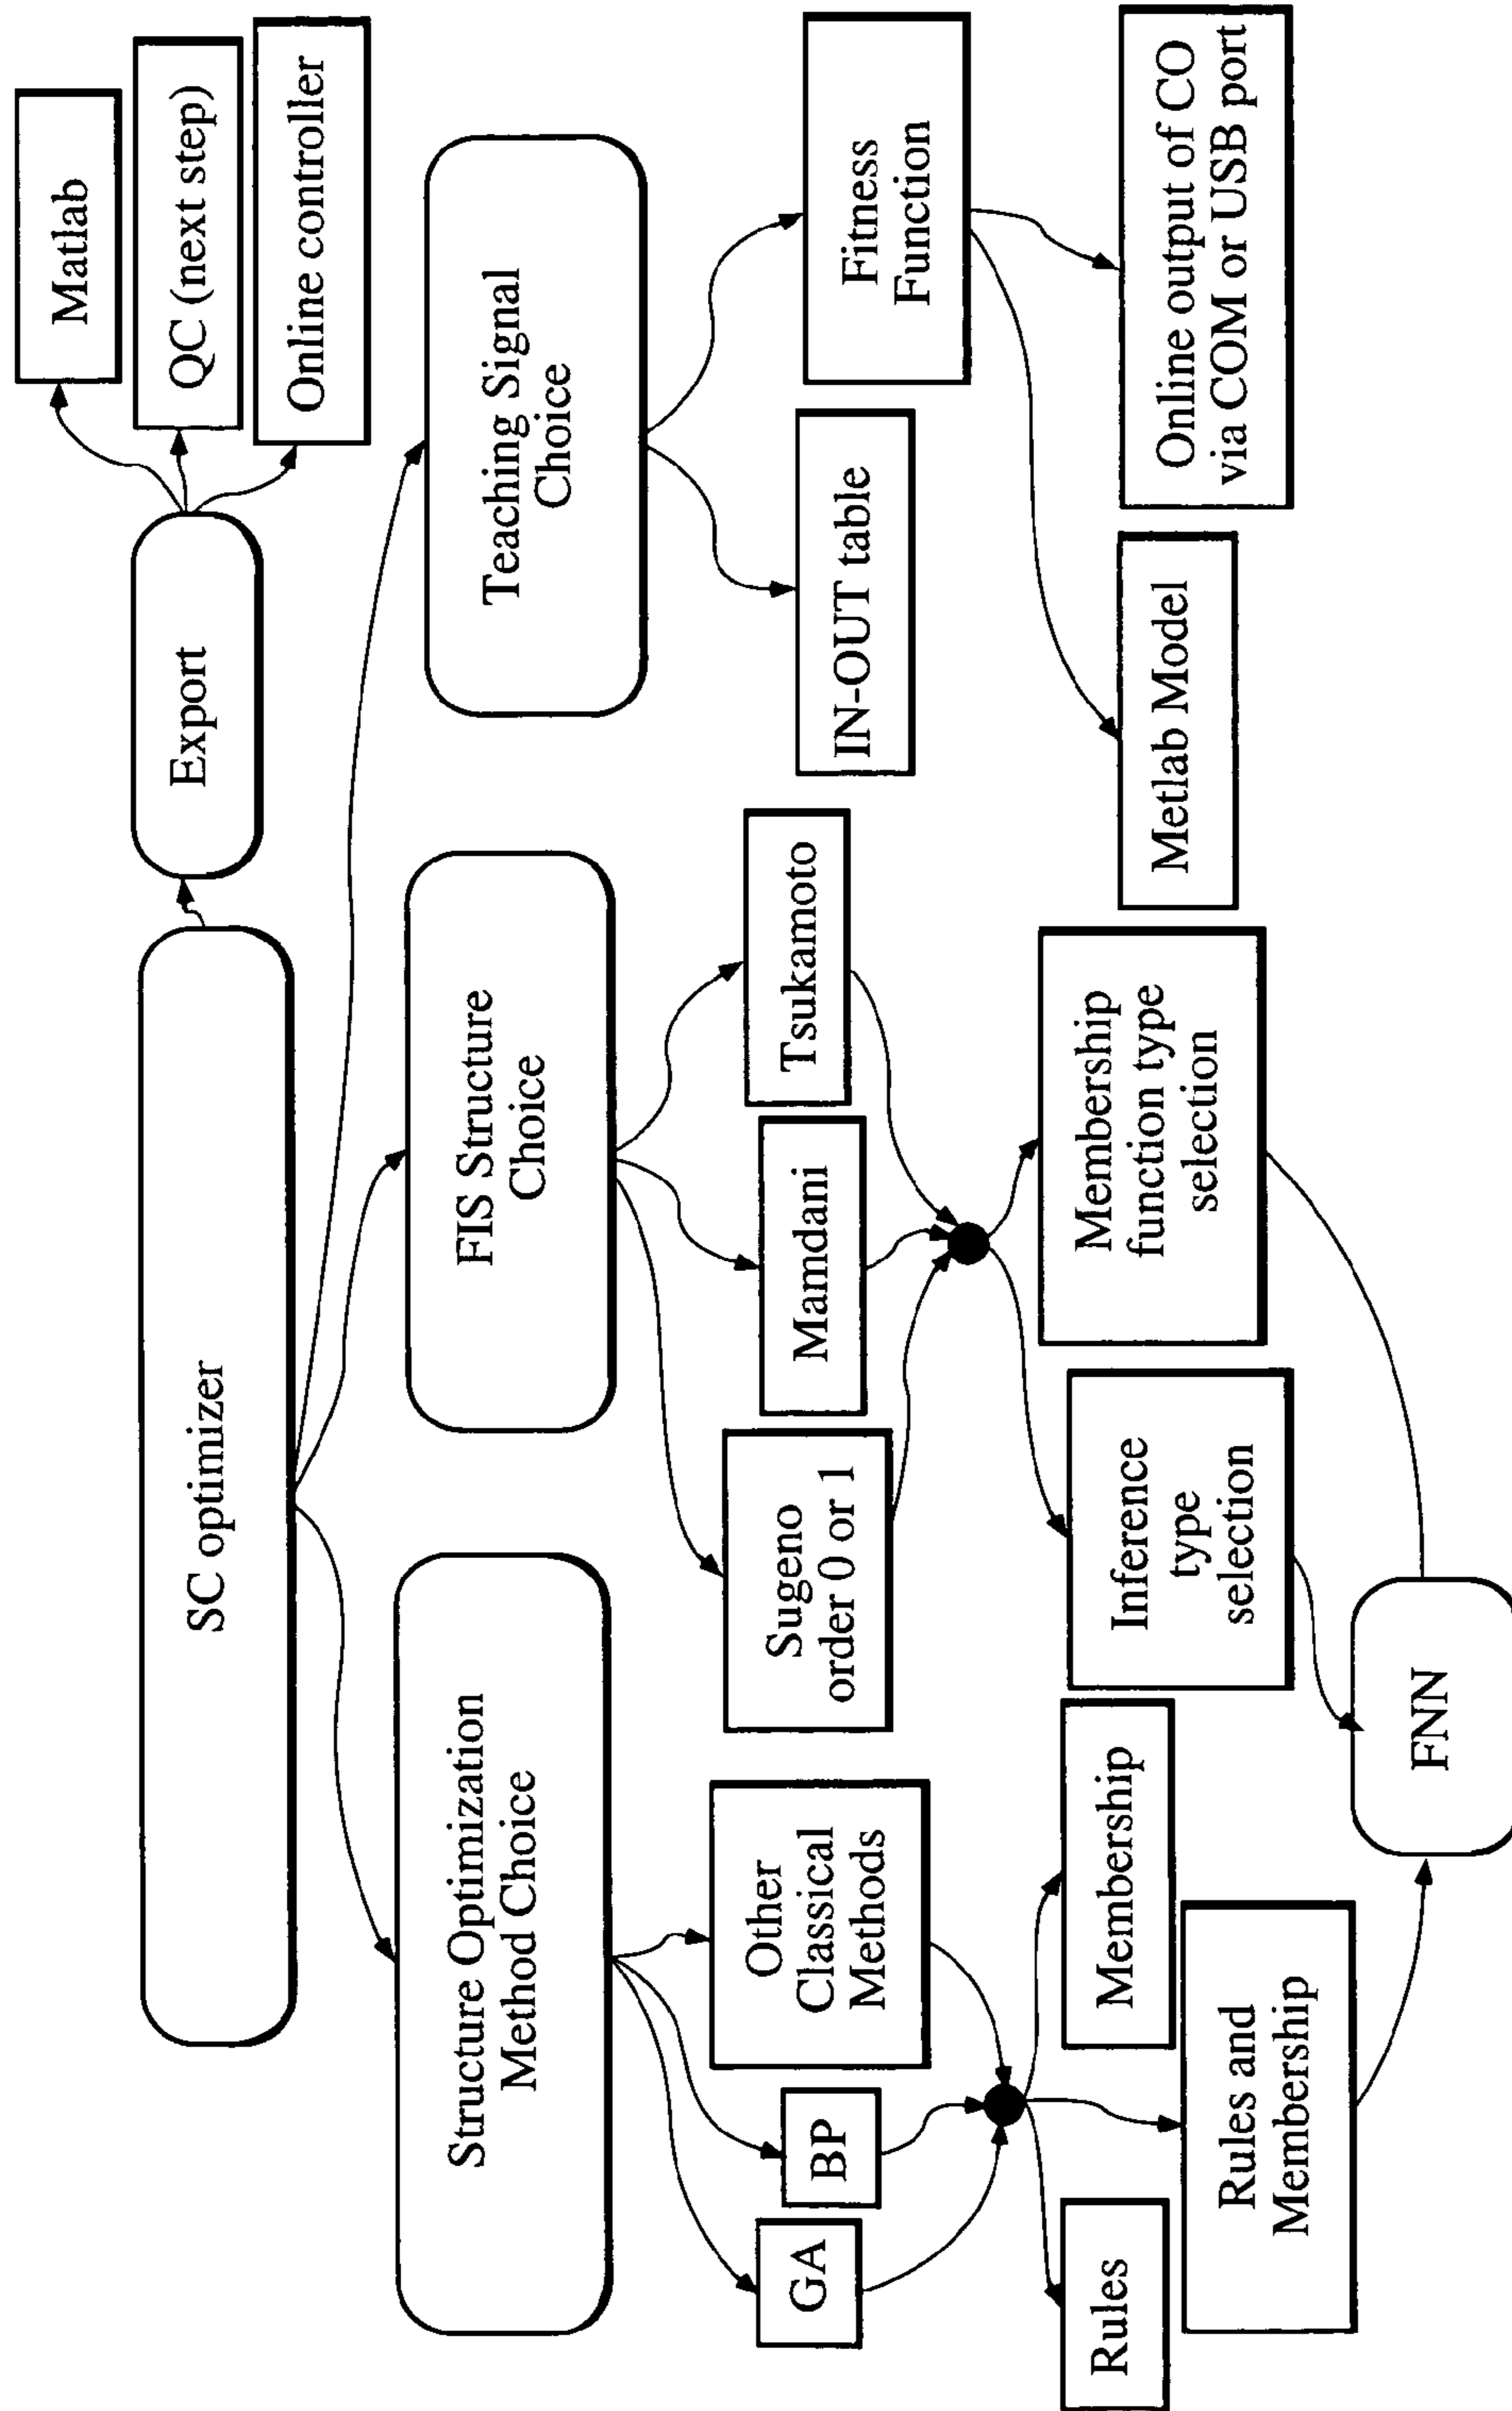 SC optimizer
Export
Matlab
QC (next step)
Online controller
Structure Optimization
Method Choice
FIS Structure
Choice
Teaching Signal
Choice
GA
BP
Other
Classical
Methods
Sugeno
order 0 or 1
Mamdani
Tsukamoto
IN-OUT table
Fitness
Function
Rules
Rules and
Membership
Membership
Inference
type
selection
Membership
function type
selection
Metlab Model
Online output of CO
via COM or USB port
FNN